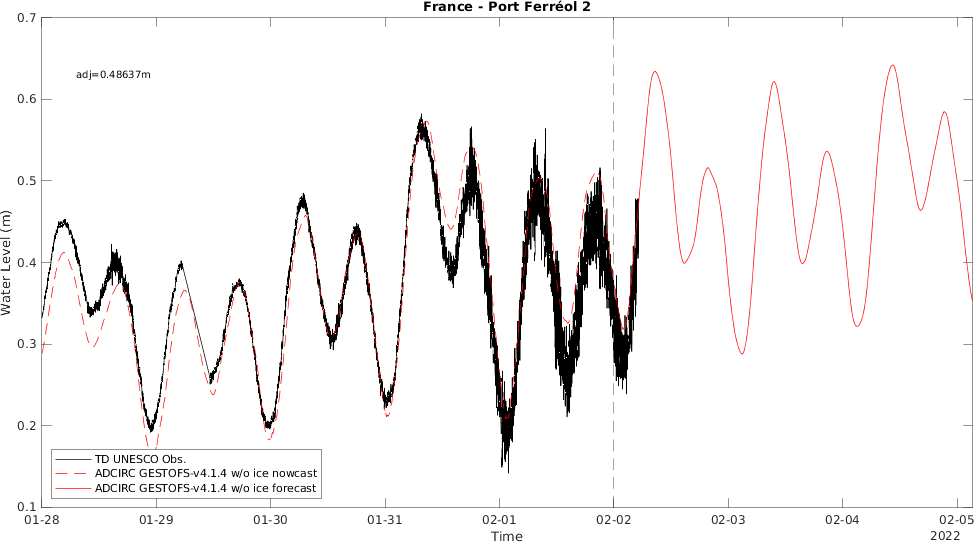 France - Port Ferréol 2
0.7
adj=0.48637m
0.6
0.5
0.4
0.3
0.2
0.1
Water Level (m)
TD UNESCO Obs.
ADCIRC GESTOFS-v4.1.4 w/o ice nowcast
ADCIRC GESTOFS-v4.1.4 w/o ice forecast
01-28 01-29 01-30 01-31 02-01 02-02 02-03 02-04 02-05
Time
2022